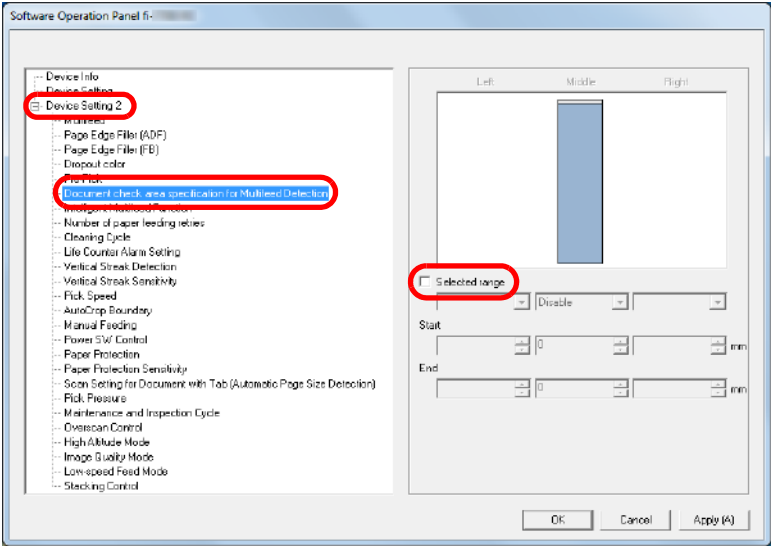 Software Operation Panel fi-
Device Info
Device Setting
Device Setting 2
Multifeed
Page Edge Filler (ADF)
Page Edge Filler (FB)
Dropout color
Pre-Pick
Document check area specification for Multifeed Detection
Intelligent Multifeed Function
Number of paper feeding retries
Cleaning Cycle
Life Counter Alarm Setting
Vertical Streak Detection
Vertical Streak Sensitivity
Pick Speed
AutoCrop Boundary
Manual Feeding
Power SW Control
Paper Protection
Paper Protection Sensitivity
Scan Setting for Document with Tab (Automatic Page Size Detection)
Pick Pressure
Maintenance and Inspection Cycle
Overscan Control
High Altitude Mode
Image Quality Mode
Low-speed Feed Mode
Stacking Control
Left Middle Right
Selected range
Disable
Start
0 mm
End
0 mm
OK Cancel Apply (A)